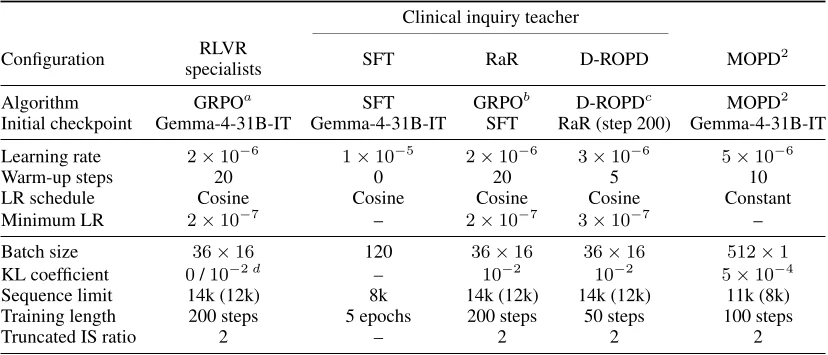 Clinical inquiry teacher
Configuration RLVR specialists SFT RaR D-ROPD MOPD²
Algorithm GRPOᵃ SFT GRPOᵇ D-ROPDᶜ MOPD²
Initial checkpoint Gemma-4-31B-IT Gemma-4-31B-IT SFT RaR (step 200) Gemma-4-31B-IT
Learning rate 2 × 10⁻⁶ 1 × 10⁻⁵ 2 × 10⁻⁶ 3 × 10⁻⁶ 5 × 10⁻⁶
Warm-up steps 20 0 20 5 10
LR schedule Cosine Cosine Cosine Cosine Constant
Minimum LR 2 × 10⁻⁷ – 2 × 10⁻⁷ 3 × 10⁻⁷ –
Batch size 36 × 16 120 36 × 16 36 × 16 512 × 1
KL coefficient 0 / 10⁻² ᵈ – 10⁻² 10⁻² 5 × 10⁻⁴
Sequence limit 14k (12k) 8k 14k (12k) 14k (12k) 11k (8k)
Training length 200 steps 5 epochs 200 steps 50 steps 100 steps
Truncated IS ratio 2 – 2 2 2